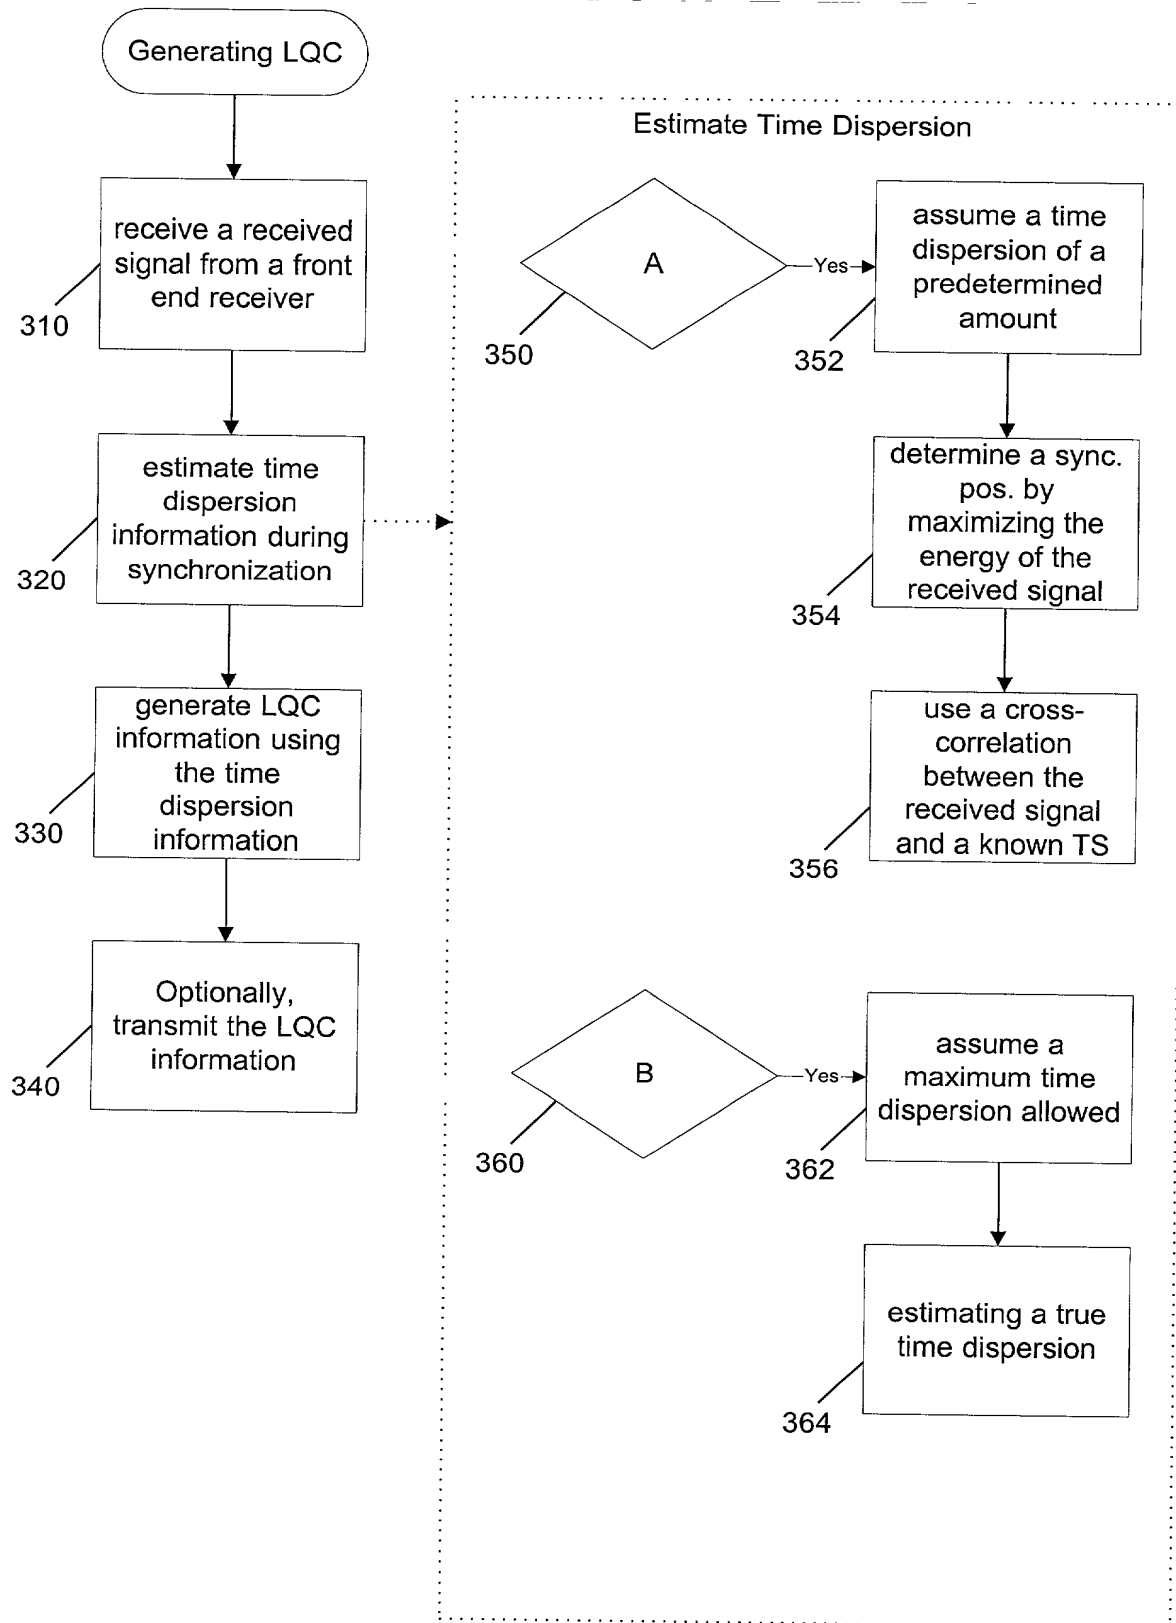 Generating LQC
receive a received
signal from a front
end receiver
310
estimate time
dispersion
information during
synchronization
320
generate LQC
information using
the time
dispersion
information
330
Optionally,
transmit the LQC
information
340
Estimate Time Dispersion
A
350
Yes
assume a time
dispersion of a
predetermined
amount
352
determine a sync.
pos. by
maximizing the
energy of the
received signal
354
use a cross-
correlation
between the
received signal
and a known TS
356
B
360
Yes
assume a
maximum time
dispersion allowed
362
estimating a true
time dispersion
364